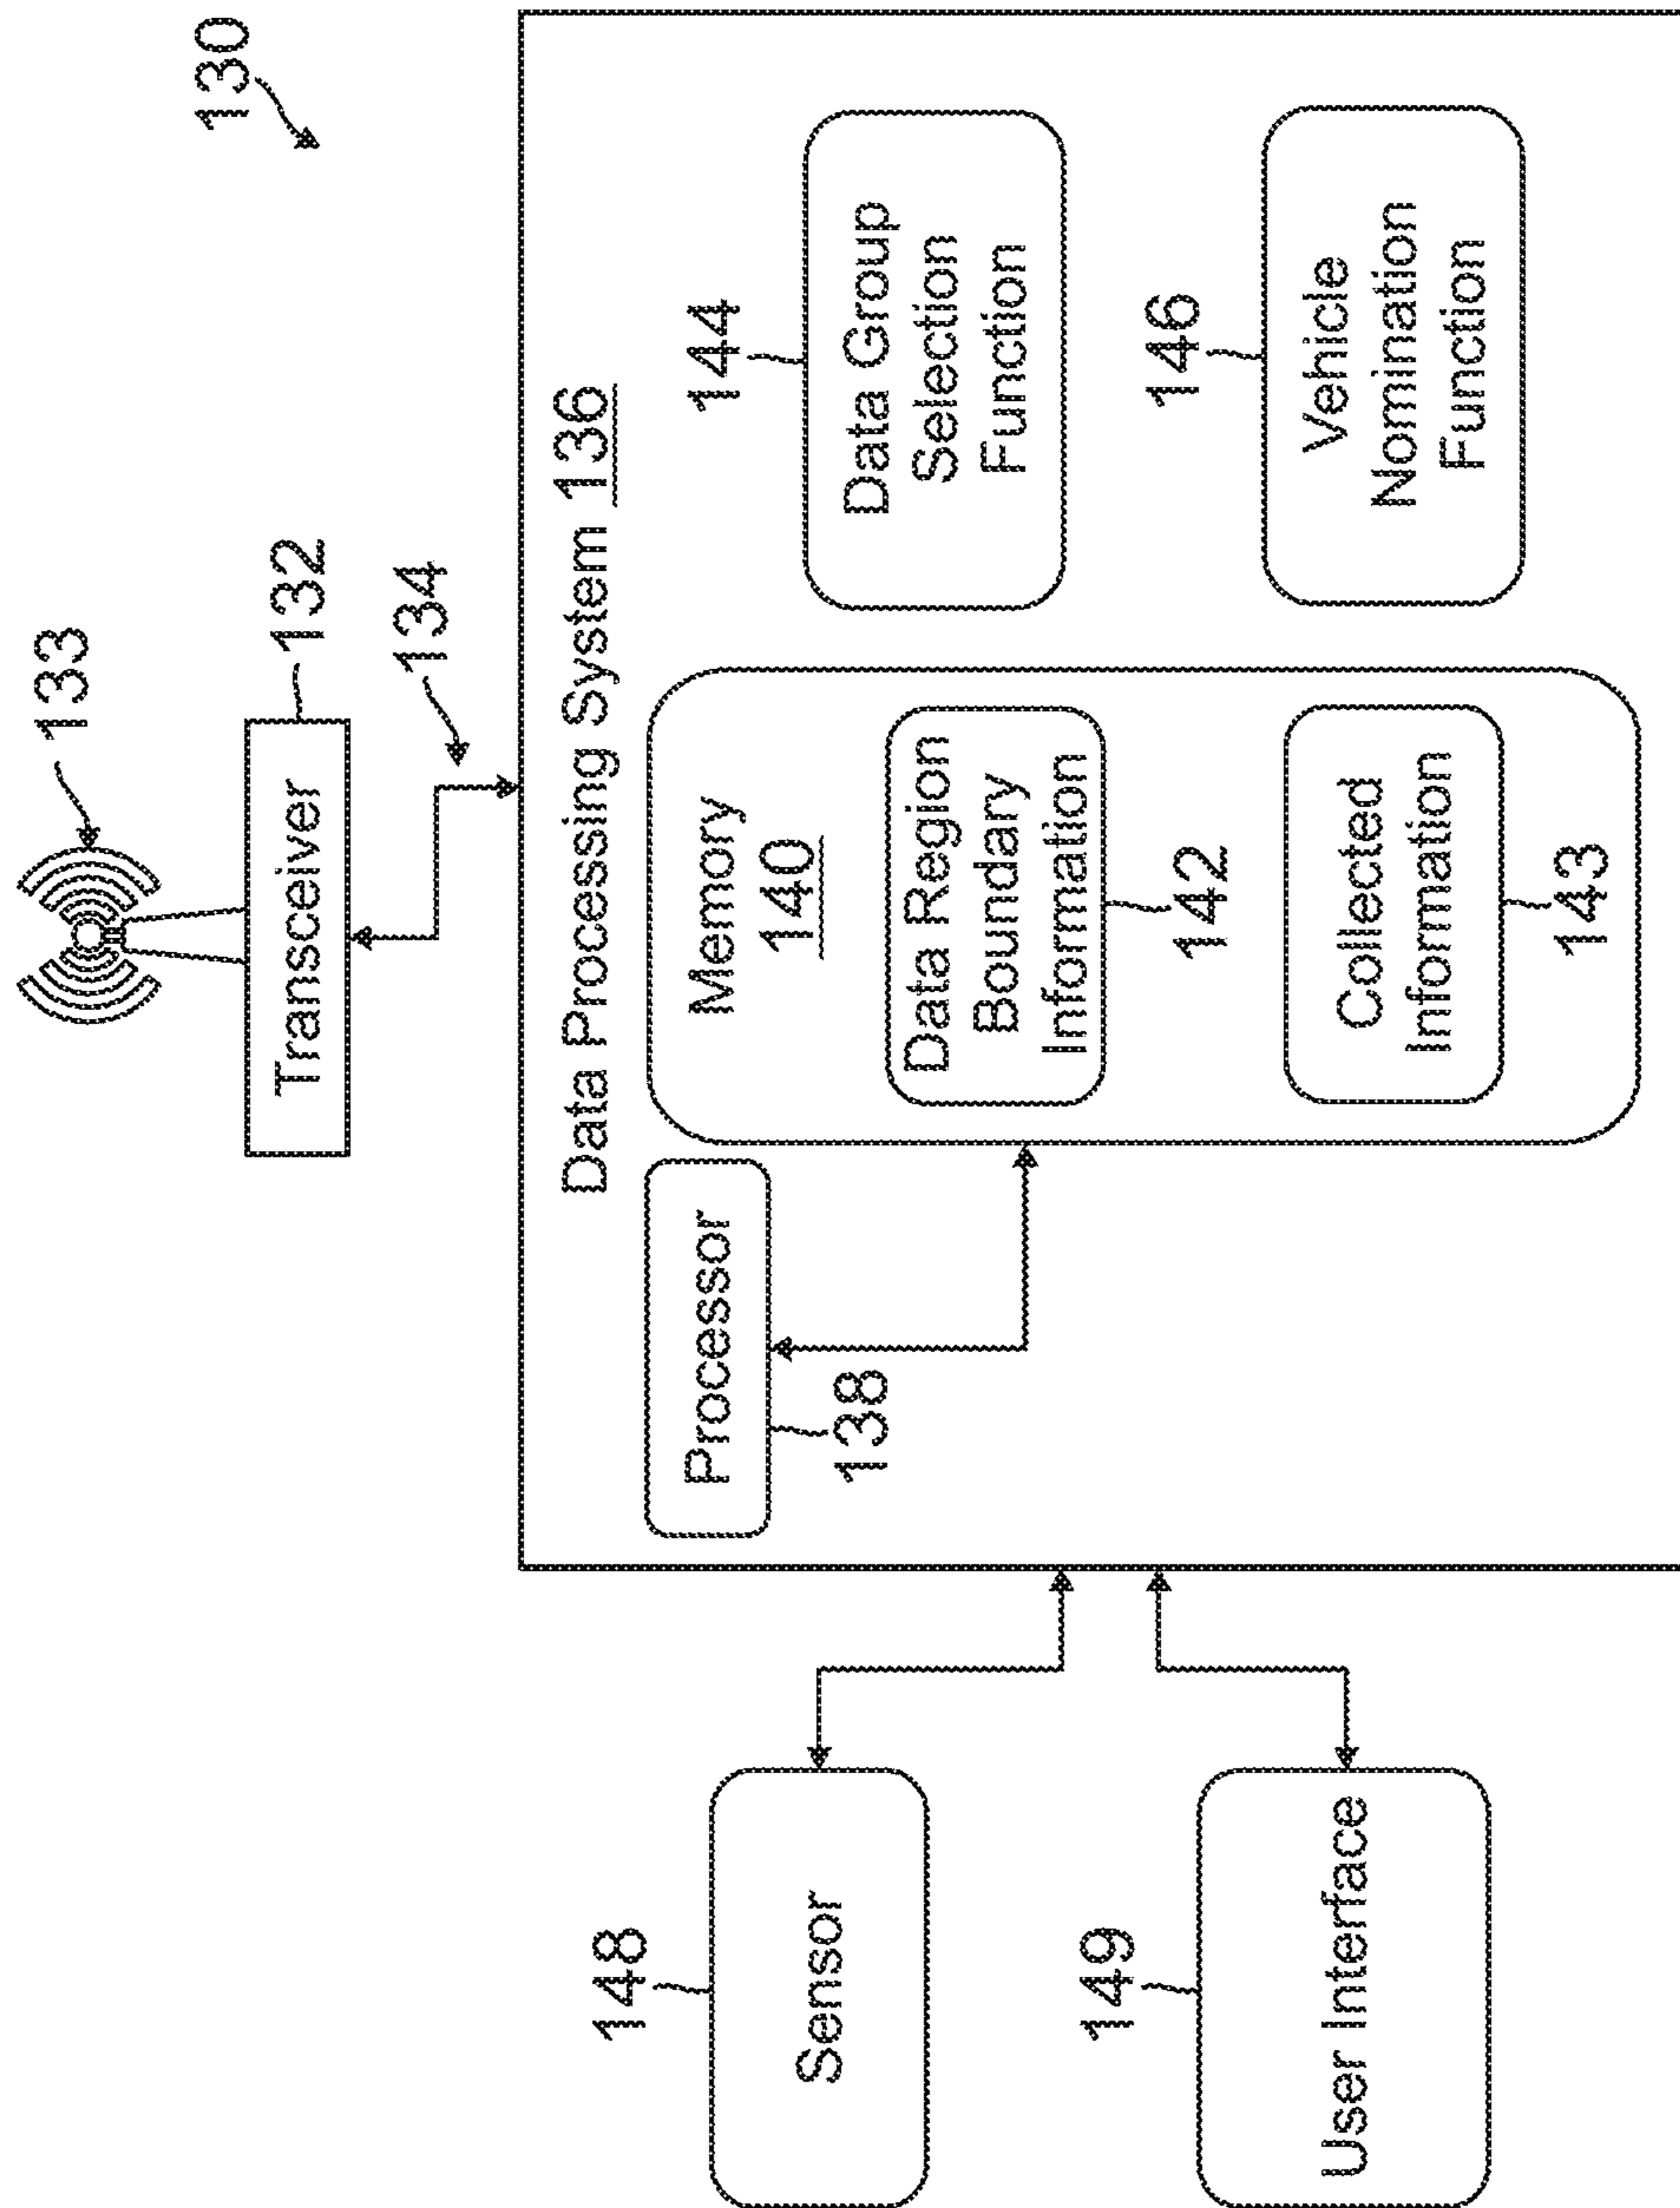 133
130
Transceiver
132
134
Data Processing System 136
Processor
138
Memory
140
Data Region
Boundary
Information
142
Collected
Information
143
144
Data Group
Selection
Function
146
Vehicle
Nomination
Function
148
Sensor
149
User Interface